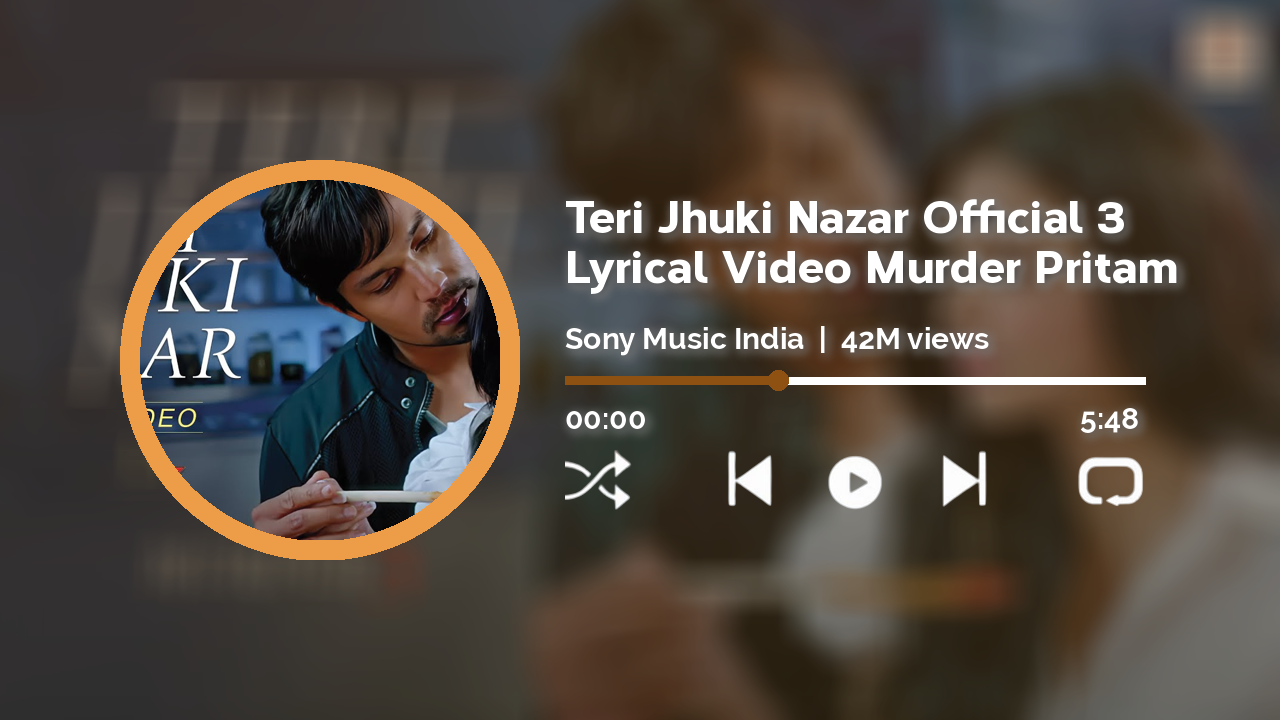 KI
AR
DEO
Teri Jhuki Nazar Official 3
Lyrical Video Murder Pritam
Sony Music India | 42M views
00:00
5:48